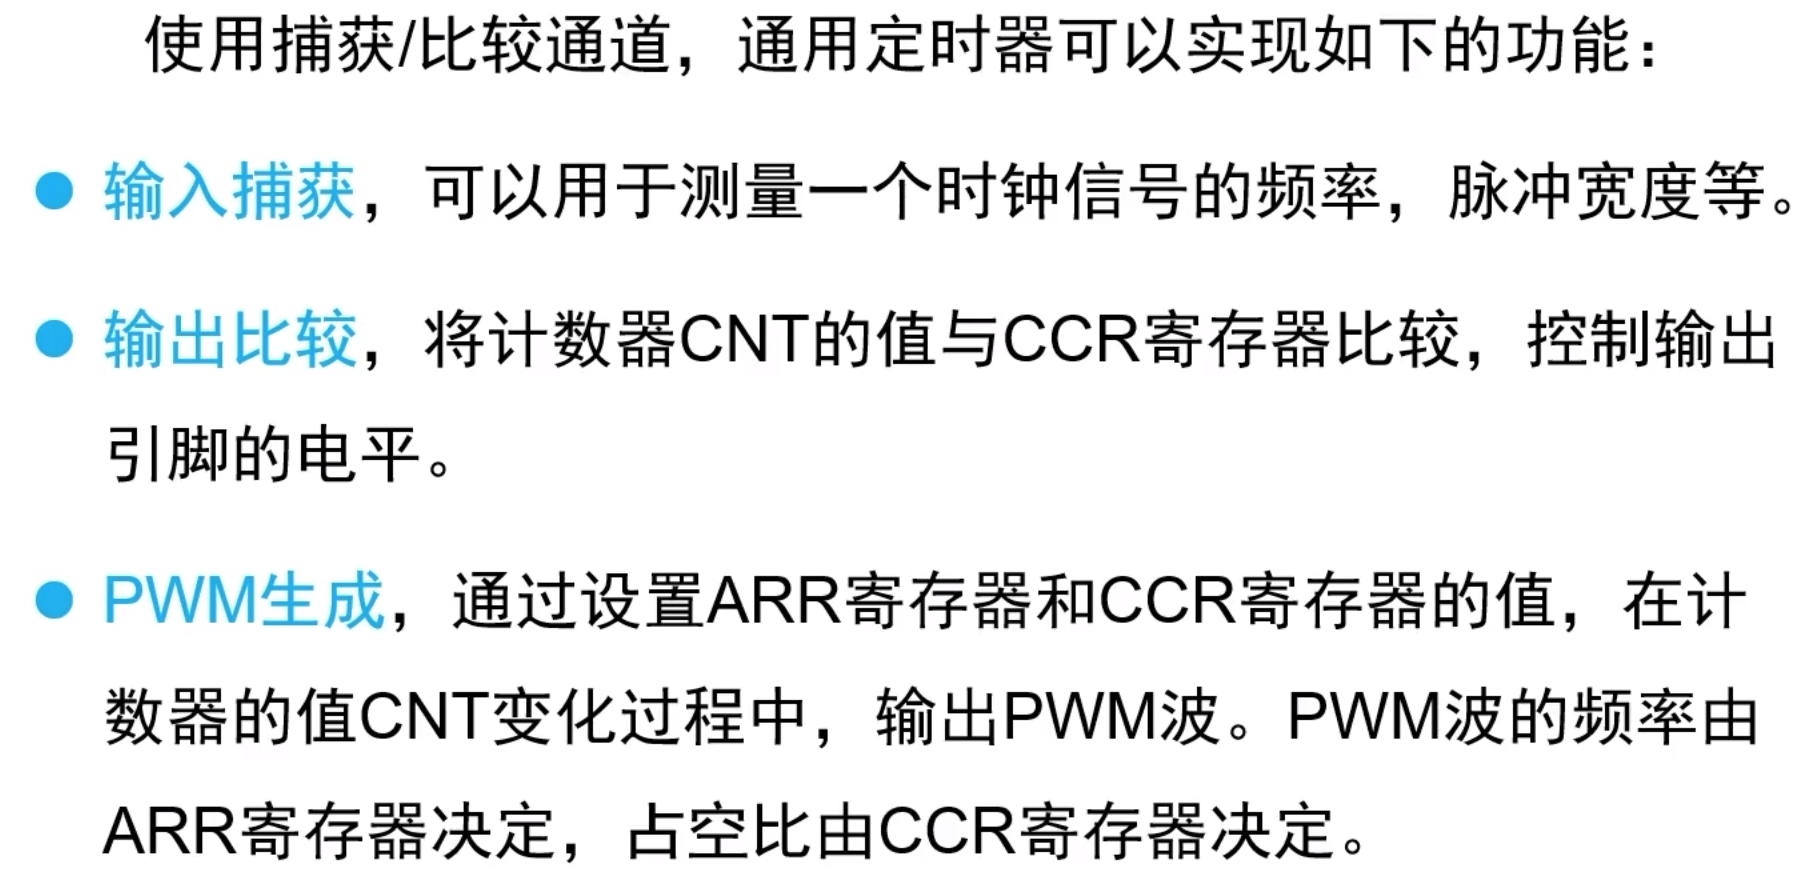 使用捕获/比较通道，通用定时器可以实现如下的功能：
● 输入捕获，可以用于测量一个时钟信号的频率，脉冲宽度等。
● 输出比较，将计数器CNT的值与CCR寄存器比较，控制输出
引脚的电平。
● PWM生成，通过设置ARR寄存器和CCR寄存器的值，在计
数器的值CNT变化过程中，输出PWM波。PWM波的频率由
ARR寄存器决定，占空比由CCR寄存器决定。